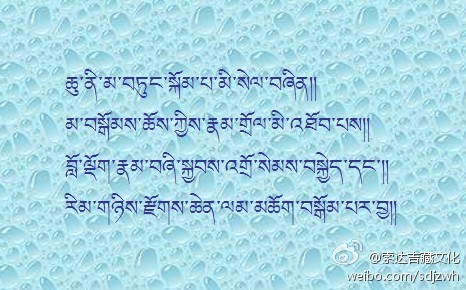 ཆུ་ནི་མ་བཏུང་སྐོམ་པ་མི་སེལ་བཞིན།།
མ་བསྒོམས་ཆོས་ཀྱིས་རྣམ་གྲོལ་མི་འཐོབ་པས།།
བློ་ལྡོག་རྣམ་བཞི་སྐྱབས་འགྲོ་སེམས་བསྐྱེད་དང་།།
རིམ་གཉིས་རྫོགས་ཆེན་ལམ་མཆོག་བསྒོམ་པར་བྱ།།
@索达吉藏文化
weibo.com/sdjzwh